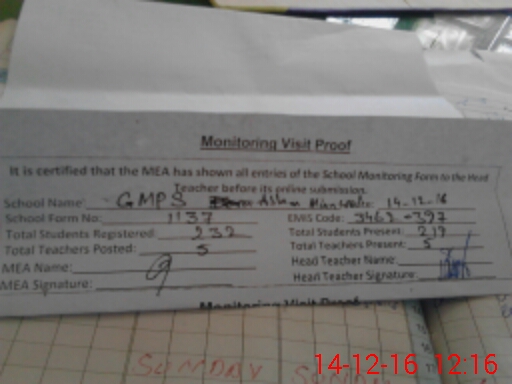 Monitoring Visit Proof
It is certified that the MEA has shown all entries of the School Monitoring Form to the Head
Teacher before its online submission.
School Name: GMPS 14-12-16
School Form No: 1137 EMIS Code: 3462-397
Total Students Registered: 232 Total Students Present: 217
Total Teachers Posted: 5 Total Teachers Present: 5
MEA Name: Head Teacher Name:
MEA Signature: Head Teacher Signature:
Monitoring Visit Proof
SUNDAY
14-12-16 12:16